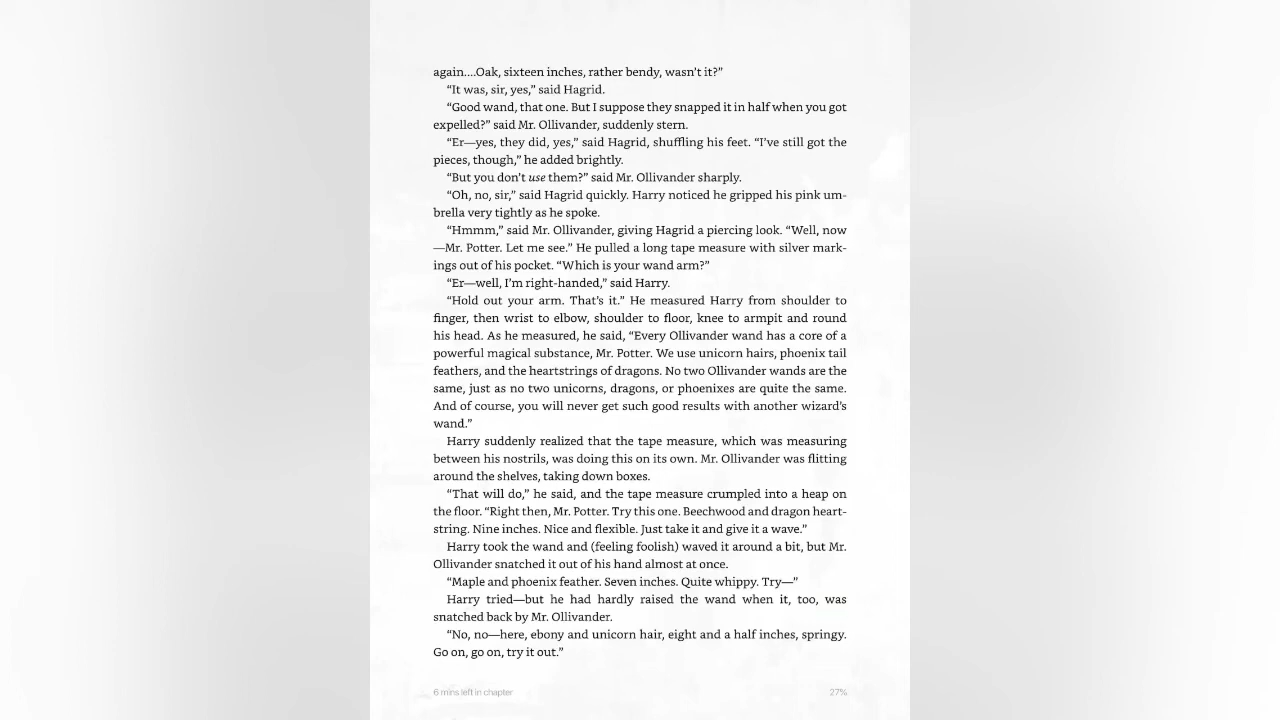 again....Oak, sixteen inches, rather bendy, wasn't it?”
“It was, sir, yes,” said Hagrid.
“Good wand, that one. But I suppose they snapped it in half when you got
expelled?” said Mr. Ollivander, suddenly stern.
“Er—yes, they did, yes,” said Hagrid, shuffling his feet. “I've still got the
pieces, though,” he added brightly.
“But you don't use them?” said Mr. Ollivander sharply.
“Oh, no, sir,” said Hagrid quickly. Harry noticed he gripped his pink um-
brella very tightly as he spoke.
“Hmmm,” said Mr. Ollivander, giving Hagrid a piercing look. “Well, now
—Mr. Potter. Let me see.” He pulled a long tape measure with silver mark-
ings out of his pocket. “Which is your wand arm?”
“Er—well, I'm right-handed,” said Harry.
“Hold out your arm. That's it.” He measured Harry from shoulder to
finger, then wrist to elbow, shoulder to floor, knee to armpit and round
his head. As he measured, he said, “Every Ollivander wand has a core of a
powerful magical substance, Mr. Potter. We use unicorn hairs, phoenix tail
feathers, and the heartstrings of dragons. No two Ollivander wands are the
same, just as no two unicorns, dragons, or phoenixes are quite the same.
And of course, you will never get such good results with another wizard's
wand.”
Harry suddenly realized that the tape measure, which was measuring
between his nostrils, was doing this on its own. Mr. Ollivander was flitting
around the shelves, taking down boxes.
“That will do,” he said, and the tape measure crumpled into a heap on
the floor. “Right then, Mr. Potter. Try this one. Beechwood and dragon heart-
string. Nine inches. Nice and flexible. Just take it and give it a wave.”
Harry took the wand and (feeling foolish) waved it around a bit, but Mr.
Ollivander snatched it out of his hand almost at once.
“Maple and phoenix feather. Seven inches. Quite whippy. Try—”
Harry tried—but he had hardly raised the wand when it, too, was
snatched back by Mr. Ollivander.
“No, no—here, ebony and unicorn hair, eight and a half inches, springy.
Go on, go on, try it out.”
6 mins left in chapter
27%